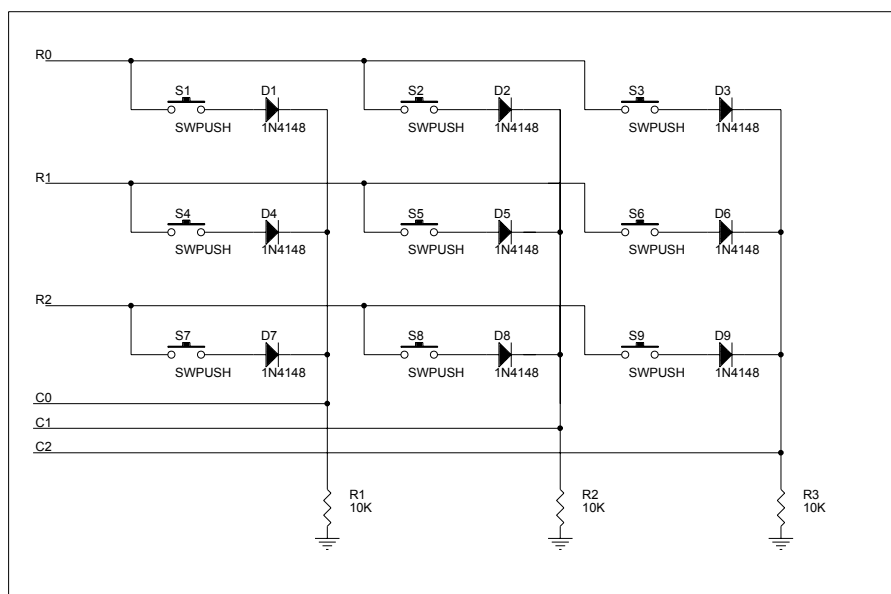 R0
S1 D1 S2 D2 S3 D3
SWPUSH 1N4148 SWPUSH 1N4148 SWPUSH 1N4148
R1
S4 D4 S5 D5 S6 D6
SWPUSH 1N4148 SWPUSH 1N4148 SWPUSH 1N4148
R2
S7 D7 S8 D8 S9 D9
SWPUSH 1N4148 SWPUSH 1N4148 SWPUSH 1N4148
C0
C1
C2
R1 R2 R3
10K 10K 10K